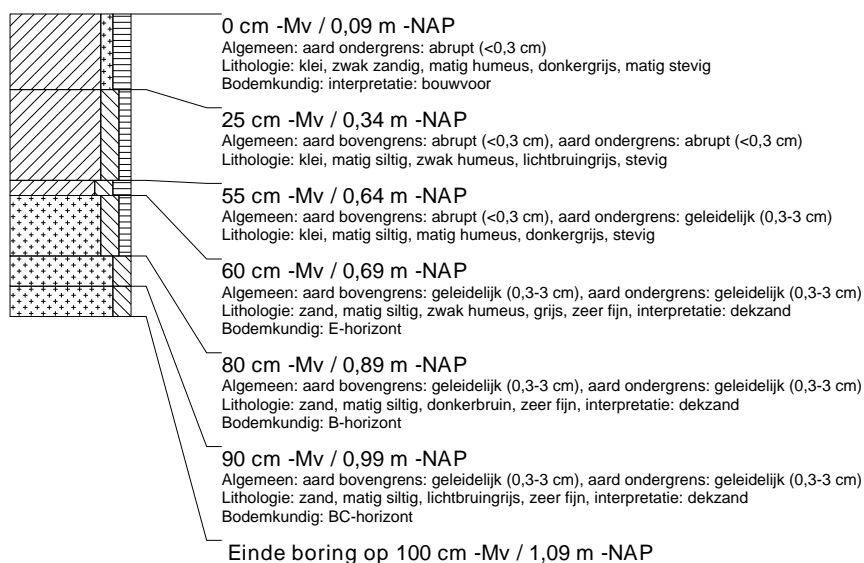 0 cm -Mv / 0,09 m -NAP
Algemeen: aard ondergrens: abrupt (<0,3 cm)
Lithologie: klei, zwak zandig, matig humeus, donkergrijs, matig stevig
Bodemkundig: interpretatie: bouwvoor
25 cm -Mv / 0,34 m -NAP
Algemeen: aard bovengrens: abrupt (<0,3 cm), aard ondergrens: abrupt (<0,3 cm)
Lithologie: klei, matig siltig, zwak humeus, lichtbruingrijs, stevig
55 cm -Mv / 0,64 m -NAP
Algemeen: aard bovengrens: abrupt (<0,3 cm), aard ondergrens: geleidelijk (0,3-3 cm)
Lithologie: klei, matig siltig, matig humeus, donkergrijs, stevig
60 cm -Mv / 0,69 m -NAP
Algemeen: aard bovengrens: geleidelijk (0,3-3 cm), aard ondergrens: geleidelijk (0,3-3 cm)
Lithologie: zand, matig siltig, zwak humeus, grijs, zeer fijn, interpretatie: dekzand
Bodemkundig: E-horizont
80 cm -Mv / 0,89 m -NAP
Algemeen: aard bovengrens: geleidelijk (0,3-3 cm), aard ondergrens: geleidelijk (0,3-3 cm)
Lithologie: zand, matig siltig, donkerbruin, zeer fijn, interpretatie: dekzand
Bodemkundig: B-horizont
90 cm -Mv / 0,99 m -NAP
Algemeen: aard bovengrens: geleidelijk (0,3-3 cm), aard ondergrens: geleidelijk (0,3-3 cm)
Lithologie: zand, matig siltig, lichtbruingrijs, zeer fijn, interpretatie: dekzand
Bodemkundig: BC-horizont
Einde boring op 100 cm -Mv / 1,09 m -NAP